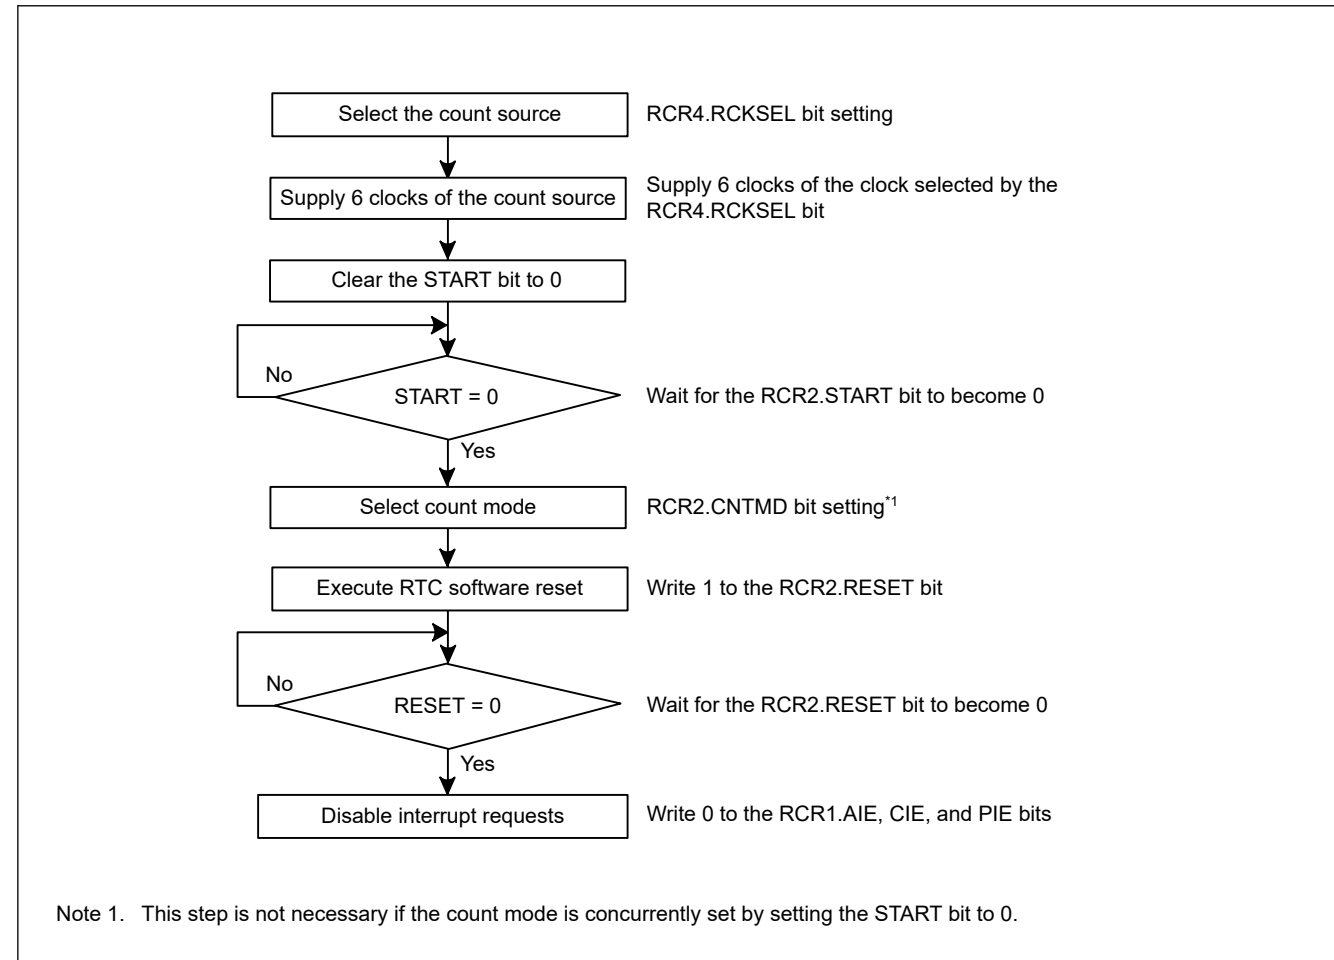 Select the count source
RCR4.RCKSEL bit setting
Supply 6 clocks of the count source
Supply 6 clocks of the clock selected by the
RCR4.RCKSEL bit
Clear the START bit to 0
No
START = 0
Wait for the RCR2.START bit to become 0
Yes
Select count mode
RCR2.CNTMD bit setting*1
Execute RTC software reset
Write 1 to the RCR2.RESET bit
No
RESET = 0
Wait for the RCR2.RESET bit to become 0
Yes
Disable interrupt requests
Write 0 to the RCR1.AIE, CIE, and PIE bits
Note 1. This step is not necessary if the count mode is concurrently set by setting the START bit to 0.